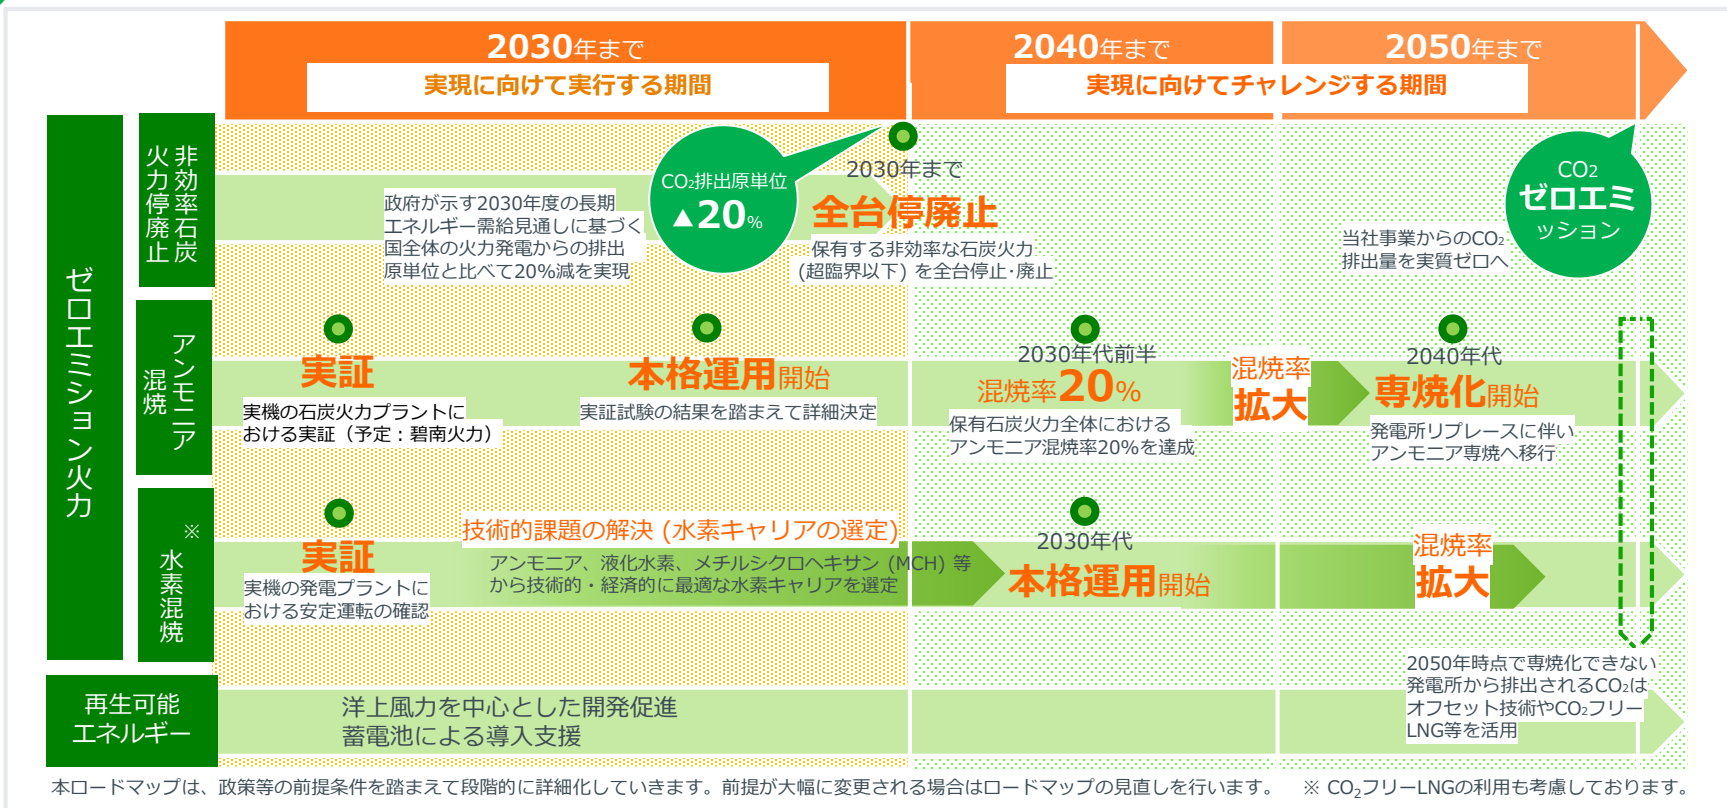 2030年まで
実現に向けて実行する期間
2040年まで
2050年まで
実現に向けてチャレンジする期間
ゼロエミション火力
非効率石炭
火力停廃止
政府が示す2030年度の長期
エネルギー需給見通しに基づく
国全体の火力発電からの排出
原単位と比べて20%減を実現
CO₂排出原単位
▲20%
2030年まで
全台停廃止
保有する非効率な石炭火力
(超臨界以下) を全台停止・廃止
当社事業からのCO₂
排出量を実質ゼロへ
CO₂
ゼロエミ
ッション
アンモニア
混焼
実証
実機の石炭火力プラントに
おける実証（予定：碧南火力）
本格運用開始
実証試験の結果を踏まえて詳細決定
2030年代前半
混焼率20%
保有石炭火力全体における
アンモニア混焼率20%を達成
混焼率
拡大
2040年代
専焼化開始
発電所リプレースに伴い
アンモニア専焼へ移行
※
水素混焼
実証
実機の発電プラントに
おける安定運転の確認
技術的課題の解決 (水素キャリアの選定)
アンモニア、液化水素、メチルシクロヘキサン (MCH) 等
から技術的・経済的に最適な水素キャリアを選定
2030年代
本格運用開始
混焼率
拡大
2050年時点で専焼化できない
発電所から排出されるCO₂は
オフセット技術やCO₂フリー
LNG等を活用
再生可能
エネルギー
洋上風力を中心とした開発促進
蓄電池による導入支援
本ロードマップは、政策等の前提条件を踏まえて段階的に詳細化していきます。前提が大幅に変更される場合はロードマップの見直しを行います。 ※ CO₂フリーLNGの利用も考慮しております。